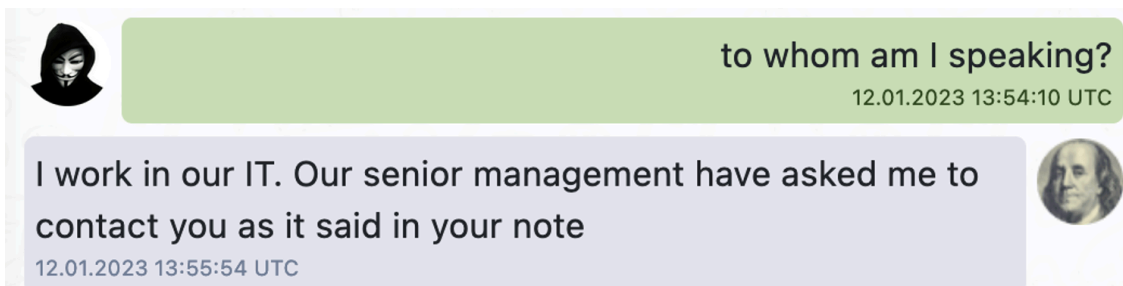 to whom am I speaking?
12.01.2023 13:54:10 UTC
I work in our IT. Our senior management have asked me to
contact you as it said in your note
12.01.2023 13:55:54 UTC